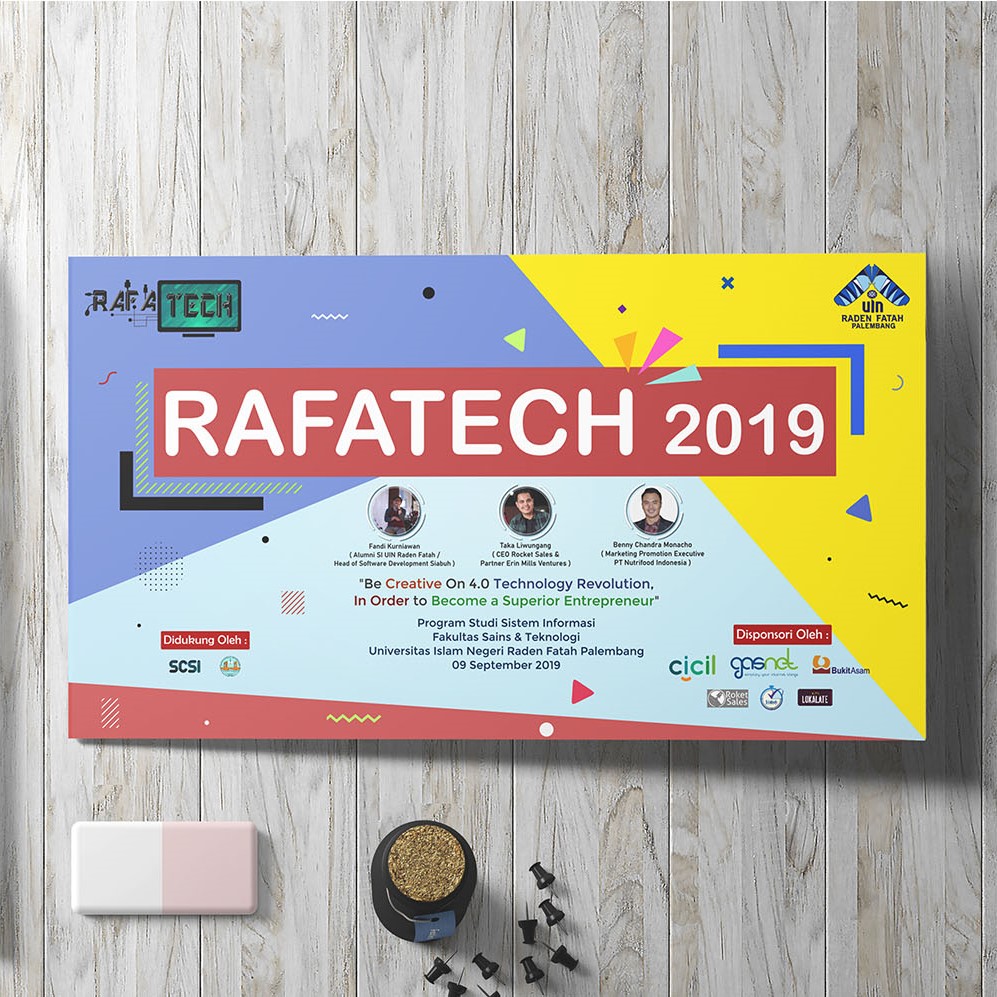 RAFA TECH
uin
RADEN FATAH
PALEMBANG
RAFATECH 2019
Fandi Kurniawan
( Alumni SI UIN Raden Fatah /
Head of Software Development Siabuh )
Taka Liwungang
( CEO Rocket Sales &
Partner Erin Mills Ventures )
Benny Chandra Monacho
( Marketing Promotion Executive
PT Nutrifood Indonesia )
"Be Creative On 4.0 Technology Revolution,
In Order to Become a Superior Entrepreneur"
Program Studi Sistem Informasi
Fakultas Sains & Teknologi
Universitas Islam Negeri Raden Fatah Palembang
09 September 2019
Didukung Oleh :
SCSI
Disponsori Oleh :
cicil
gasnet
BukitAsam
Roket
Sales
LOKALATE